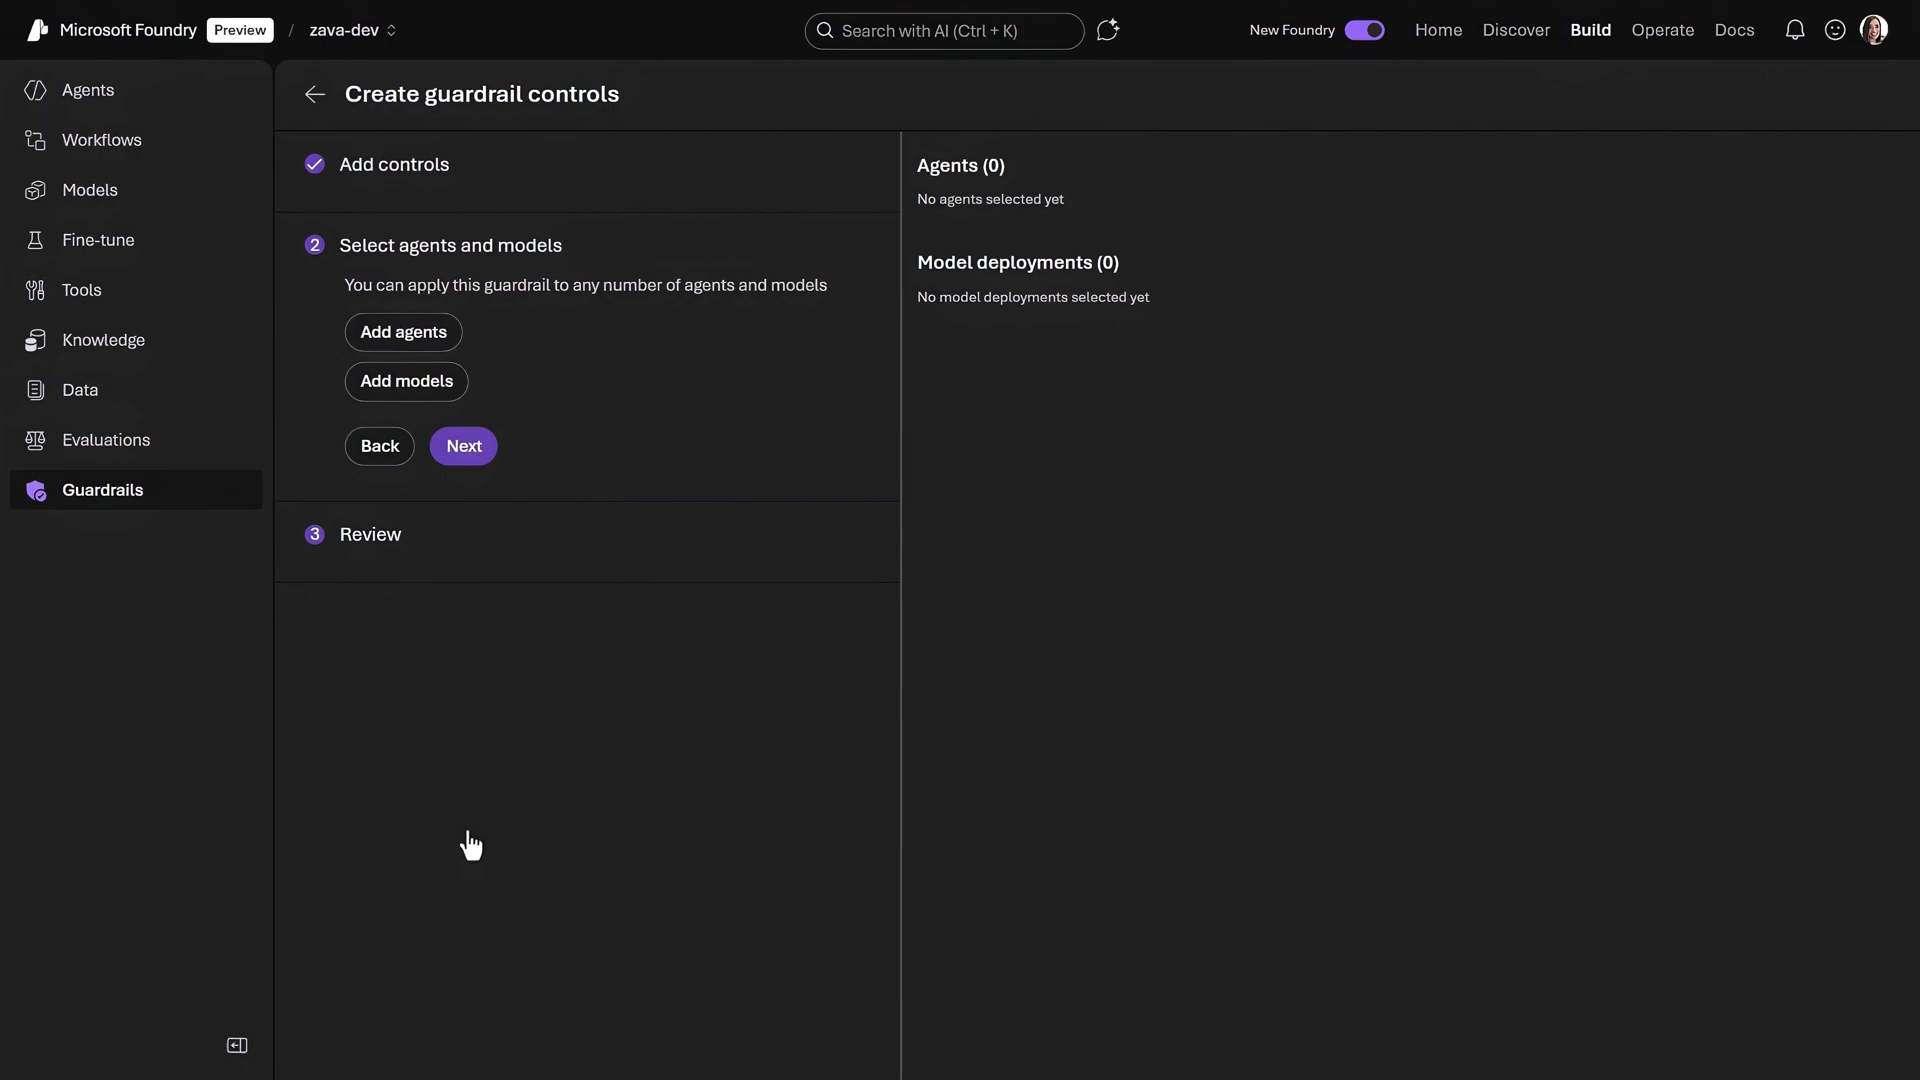 Microsoft Foundry Preview / zava-dev
Search with AI (Ctrl + K)
New Foundry Home Discover Build Operate Docs
Agents
Workflows
Models
Fine-tune
Tools
Knowledge
Data
Evaluations
Guardrails
Create guardrail controls
Add controls
2 Select agents and models
You can apply this guardrail to any number of agents and models
Add agents
Add models
Back Next
3 Review
Agents (0)
No agents selected yet
Model deployments (0)
No model deployments selected yet